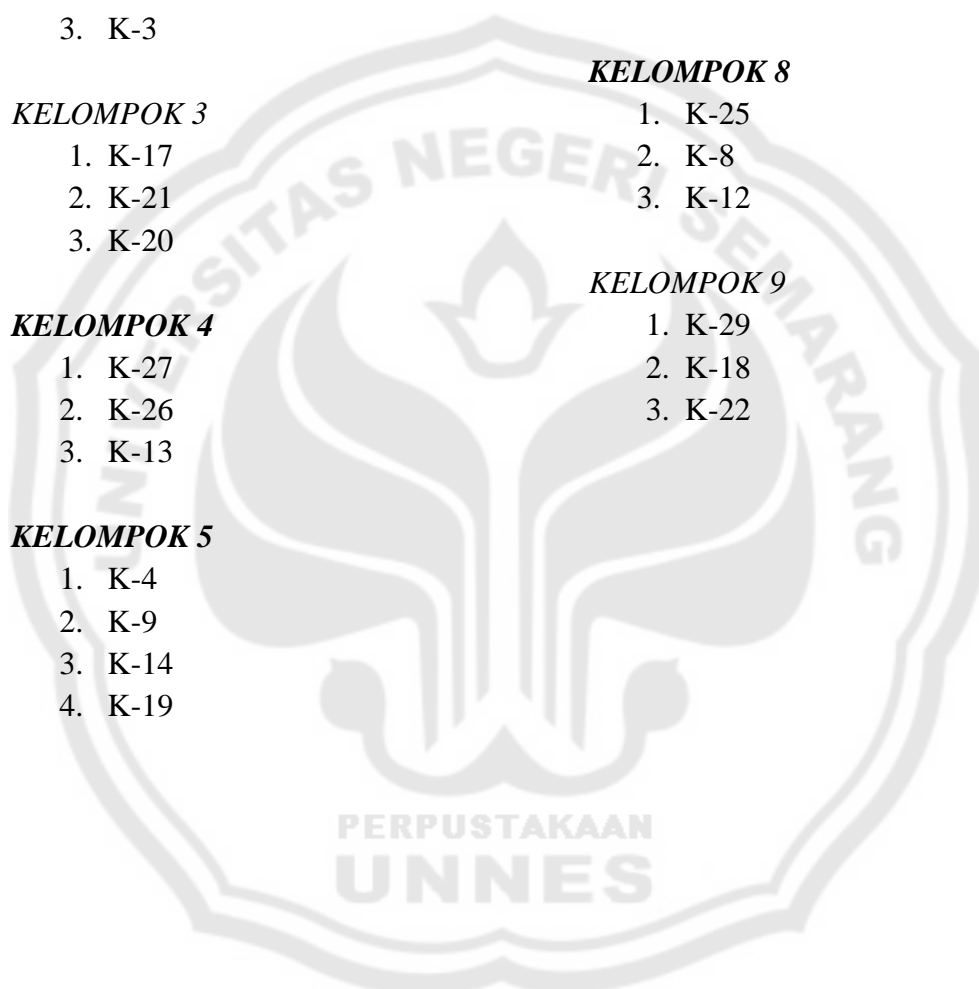 3. K-3
KELOMPOK 3
1. K-17
2. K-21
3. K-20
KELOMPOK 4
1. K-27
2. K-26
3. K-13
KELOMPOK 5
1. K-4
2. K-9
3. K-14
4. K-19
KELOMPOK 8
1. K-25
2. K-8
3. K-12
KELOMPOK 9
1. K-29
2. K-18
3. K-22
UNIVERSITAS NEGERI SEMARANG
PERPUSTAKAAN
UNNES